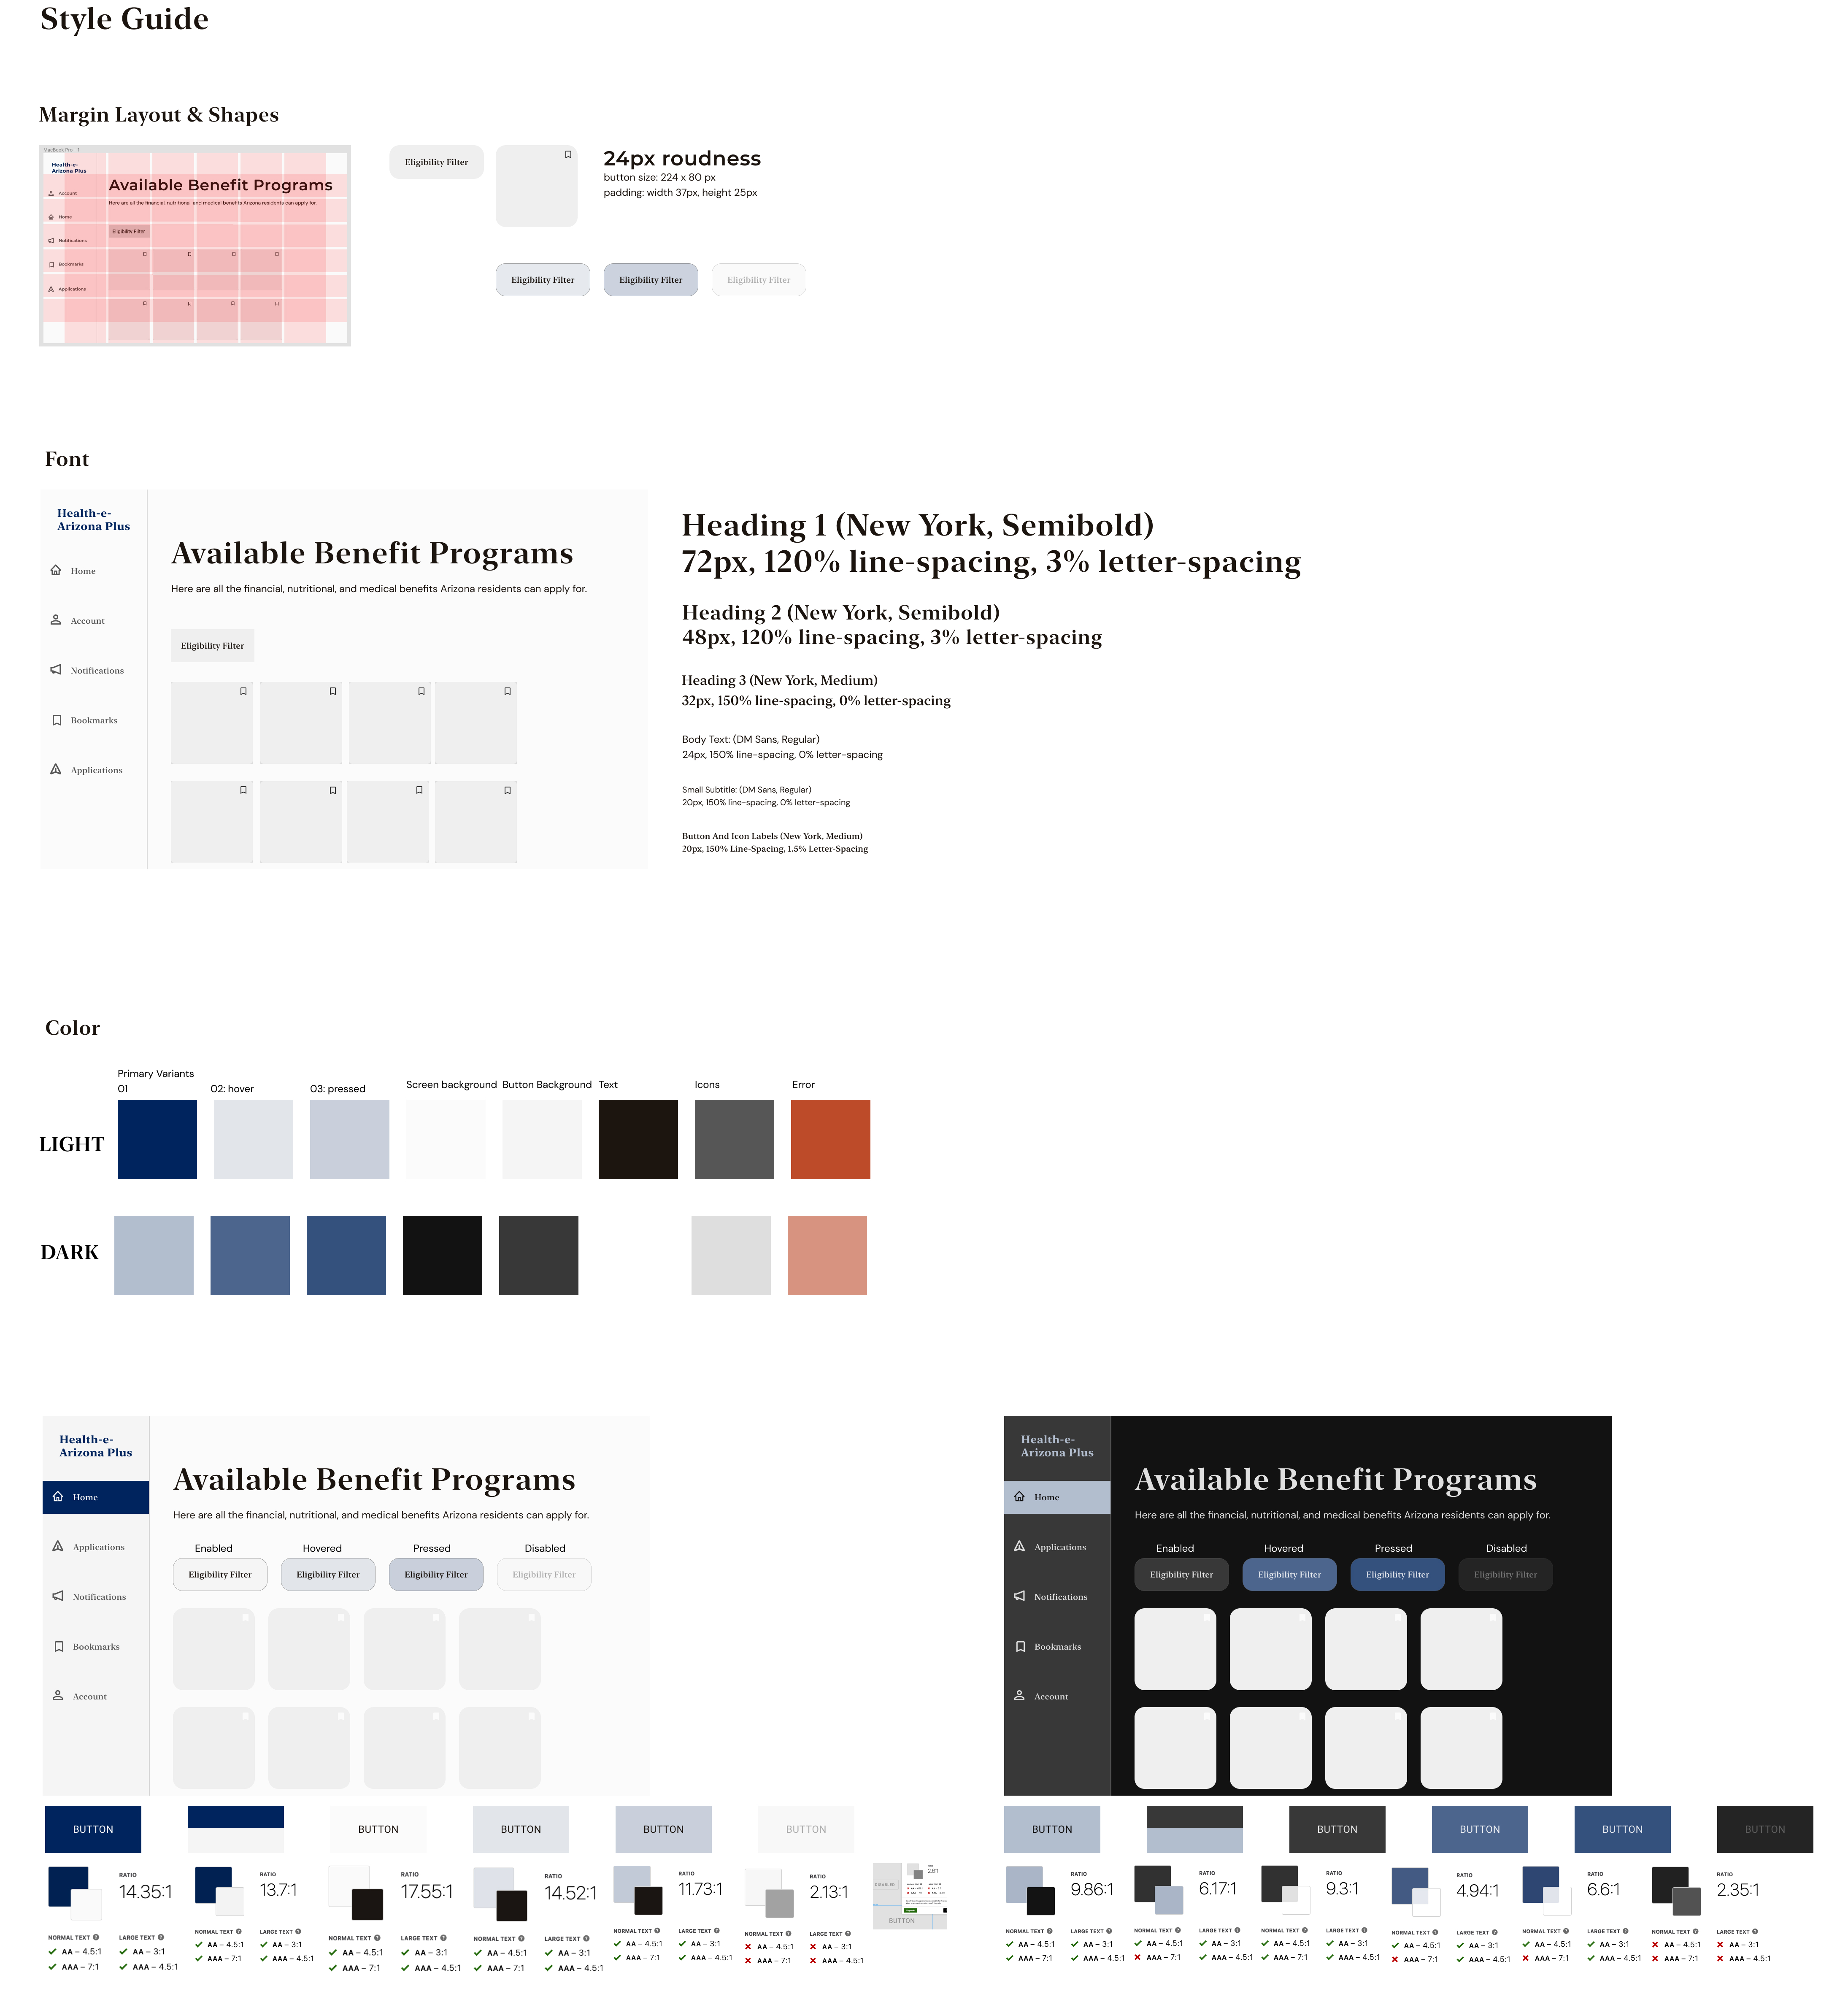 Style Guide
Margin Layout & Shapes
MacBook Pro - 1
Health-e-
Arizona Plus
Account
Home
Notifications
Bookmarks
Applications
Available Benefit Programs
Here are all the financial, nutritional, and medical benefits Arizona residents can apply for.
Eligibility Filter
Eligibility Filter
24px roudness
button size: 224 x 80 px
padding: width 37px, height 25px
Eligibility Filter
Eligibility Filter
Eligibility Filter
Font
Health-e-
Arizona Plus
Home
Account
Notifications
Bookmarks
Applications
Available Benefit Programs
Here are all the financial, nutritional, and medical benefits Arizona residents can apply for.
Eligibility Filter
Heading 1 (New York, Semibold)
72px, 120% line-spacing, 3% letter-spacing
Heading 2 (New York, Semibold)
48px, 120% line-spacing, 3% letter-spacing
Heading 3 (New York, Medium)
32px, 150% line-spacing, 0% letter-spacing
Body Text: (DM Sans, Regular)
24px, 150% line-spacing, 0% letter-spacing
Small Subtitle: (DM Sans, Regular)
20px, 150% line-spacing, 0% letter-spacing
Button And Icon Labels (New York, Medium)
20px, 150% Line-Spacing, 1.5% Letter-Spacing
Color
Primary Variants
01
02: hover
03: pressed
Screen background
Button Background
Text
Icons
Error
LIGHT
DARK
Health-e-
Arizona Plus
Home
Applications
Notifications
Bookmarks
Account
Available Benefit Programs
Here are all the financial, nutritional, and medical benefits Arizona residents can apply for.
Enabled Hovered Pressed Disabled
Eligibility Filter Eligibility Filter Eligibility Filter Eligibility Filter
Health-e-
Arizona Plus
Home
Applications
Notifications
Bookmarks
Account
Available Benefit Programs
Here are all the financial, nutritional, and medical benefits Arizona residents can apply for.
Enabled Hovered Pressed Disabled
Eligibility Filter Eligibility Filter Eligibility Filter Eligibility Filter
BUTTON BUTTON BUTTON BUTTON BUTTON
BUTTON BUTTON BUTTON BUTTON BUTTON
RATIO
14.35:1
NORMAL TEXT LARGE TEXT
AA – 4.5:1 AA – 3:1
AAA – 7:1 AAA – 4.5:1
RATIO
13.7:1
NORMAL TEXT LARGE TEXT
AA – 4.5:1 AA – 3:1
AAA – 7:1 AAA – 4.5:1
RATIO
17.55:1
NORMAL TEXT LARGE TEXT
AA – 4.5:1 AA – 3:1
AAA – 7:1 AAA – 4.5:1
RATIO
14.52:1
NORMAL TEXT LARGE TEXT
AA – 4.5:1 AA – 3:1
AAA – 7:1 AAA – 4.5:1
RATIO
11.73:1
NORMAL TEXT LARGE TEXT
AA – 4.5:1 AA – 3:1
AAA – 7:1 AAA – 4.5:1
RATIO
2.13:1
NORMAL TEXT LARGE TEXT
AA – 4.5:1 AA – 3:1
AAA – 7:1 AAA – 4.5:1
DISABLED
2.6:1
BUTTON
RATIO
9.86:1
NORMAL TEXT LARGE TEXT
AA – 4.5:1 AA – 3:1
AAA – 7:1 AAA – 4.5:1
RATIO
6.17:1
NORMAL TEXT LARGE TEXT
AA – 4.5:1 AA – 3:1
AAA – 7:1 AAA – 4.5:1
RATIO
9.3:1
NORMAL TEXT LARGE TEXT
AA – 4.5:1 AA – 3:1
AAA – 7:1 AAA – 4.5:1
RATIO
4.94:1
NORMAL TEXT LARGE TEXT
AA – 4.5:1 AA – 3:1
AAA – 7:1 AAA – 4.5:1
RATIO
6.6:1
NORMAL TEXT LARGE TEXT
AA – 4.5:1 AA – 3:1
AAA – 7:1 AAA – 4.5:1
RATIO
2.35:1
NORMAL TEXT LARGE TEXT
AA – 4.5:1 AA – 3:1
AAA – 7:1 AAA – 4.5:1